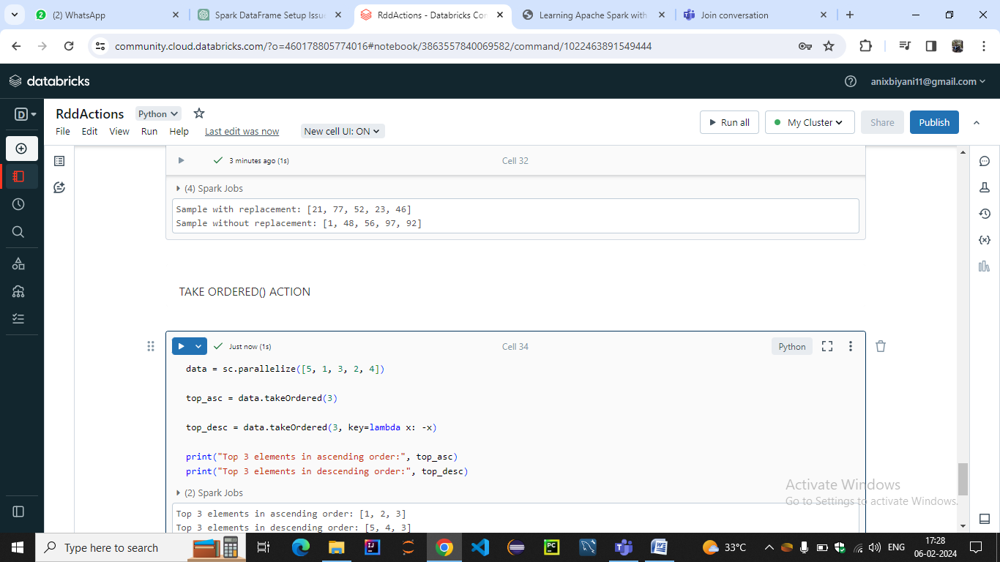 (2) WhatsApp
Spark DataFrame Setup Issue
RddActions - Databricks Com
Learning Apache Spark with
Join conversation
community.cloud.databricks.com/?o=460178805774016#notebook/3863557840069582/command/1022463891549444
databricks
anixbiyani11@gmail.com
D
RddActions
Python
Run all
My Cluster
Share
Publish
File Edit View Run Help Last edit was now New cell UI: ON
3 minutes ago (1s)
Cell 32
(4) Spark Jobs
Sample with replacement: [21, 77, 52, 23, 46]
Sample without replacement: [1, 48, 56, 97, 92]
TAKE ORDERED() ACTION
Just now (1s)
Cell 34
Python
data = sc.parallelize([5, 1, 3, 2, 4])
top_asc = data.takeOrdered(3)
top_desc = data.takeOrdered(3, key=lambda x: -x)
print("Top 3 elements in ascending order:", top_asc)
print("Top 3 elements in descending order:", top_desc)
(2) Spark Jobs
Top 3 elements in ascending order: [1, 2, 3]
Top 3 elements in descending order: [5, 4, 3]
Activate Windows
Go to Settings to activate Windows.
Type here to search
33°C
ENG
17:28
06-02-2024